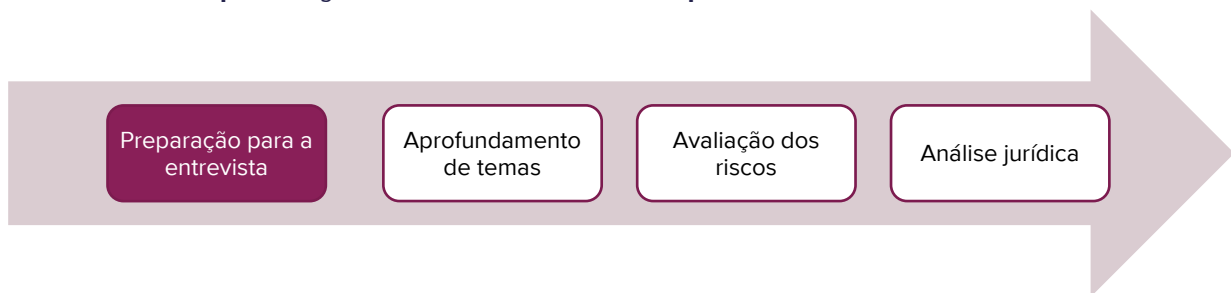 Preparação para a
entrevista
Aprofundamento
de temas
Avaliação dos
riscos
Análise jurídica